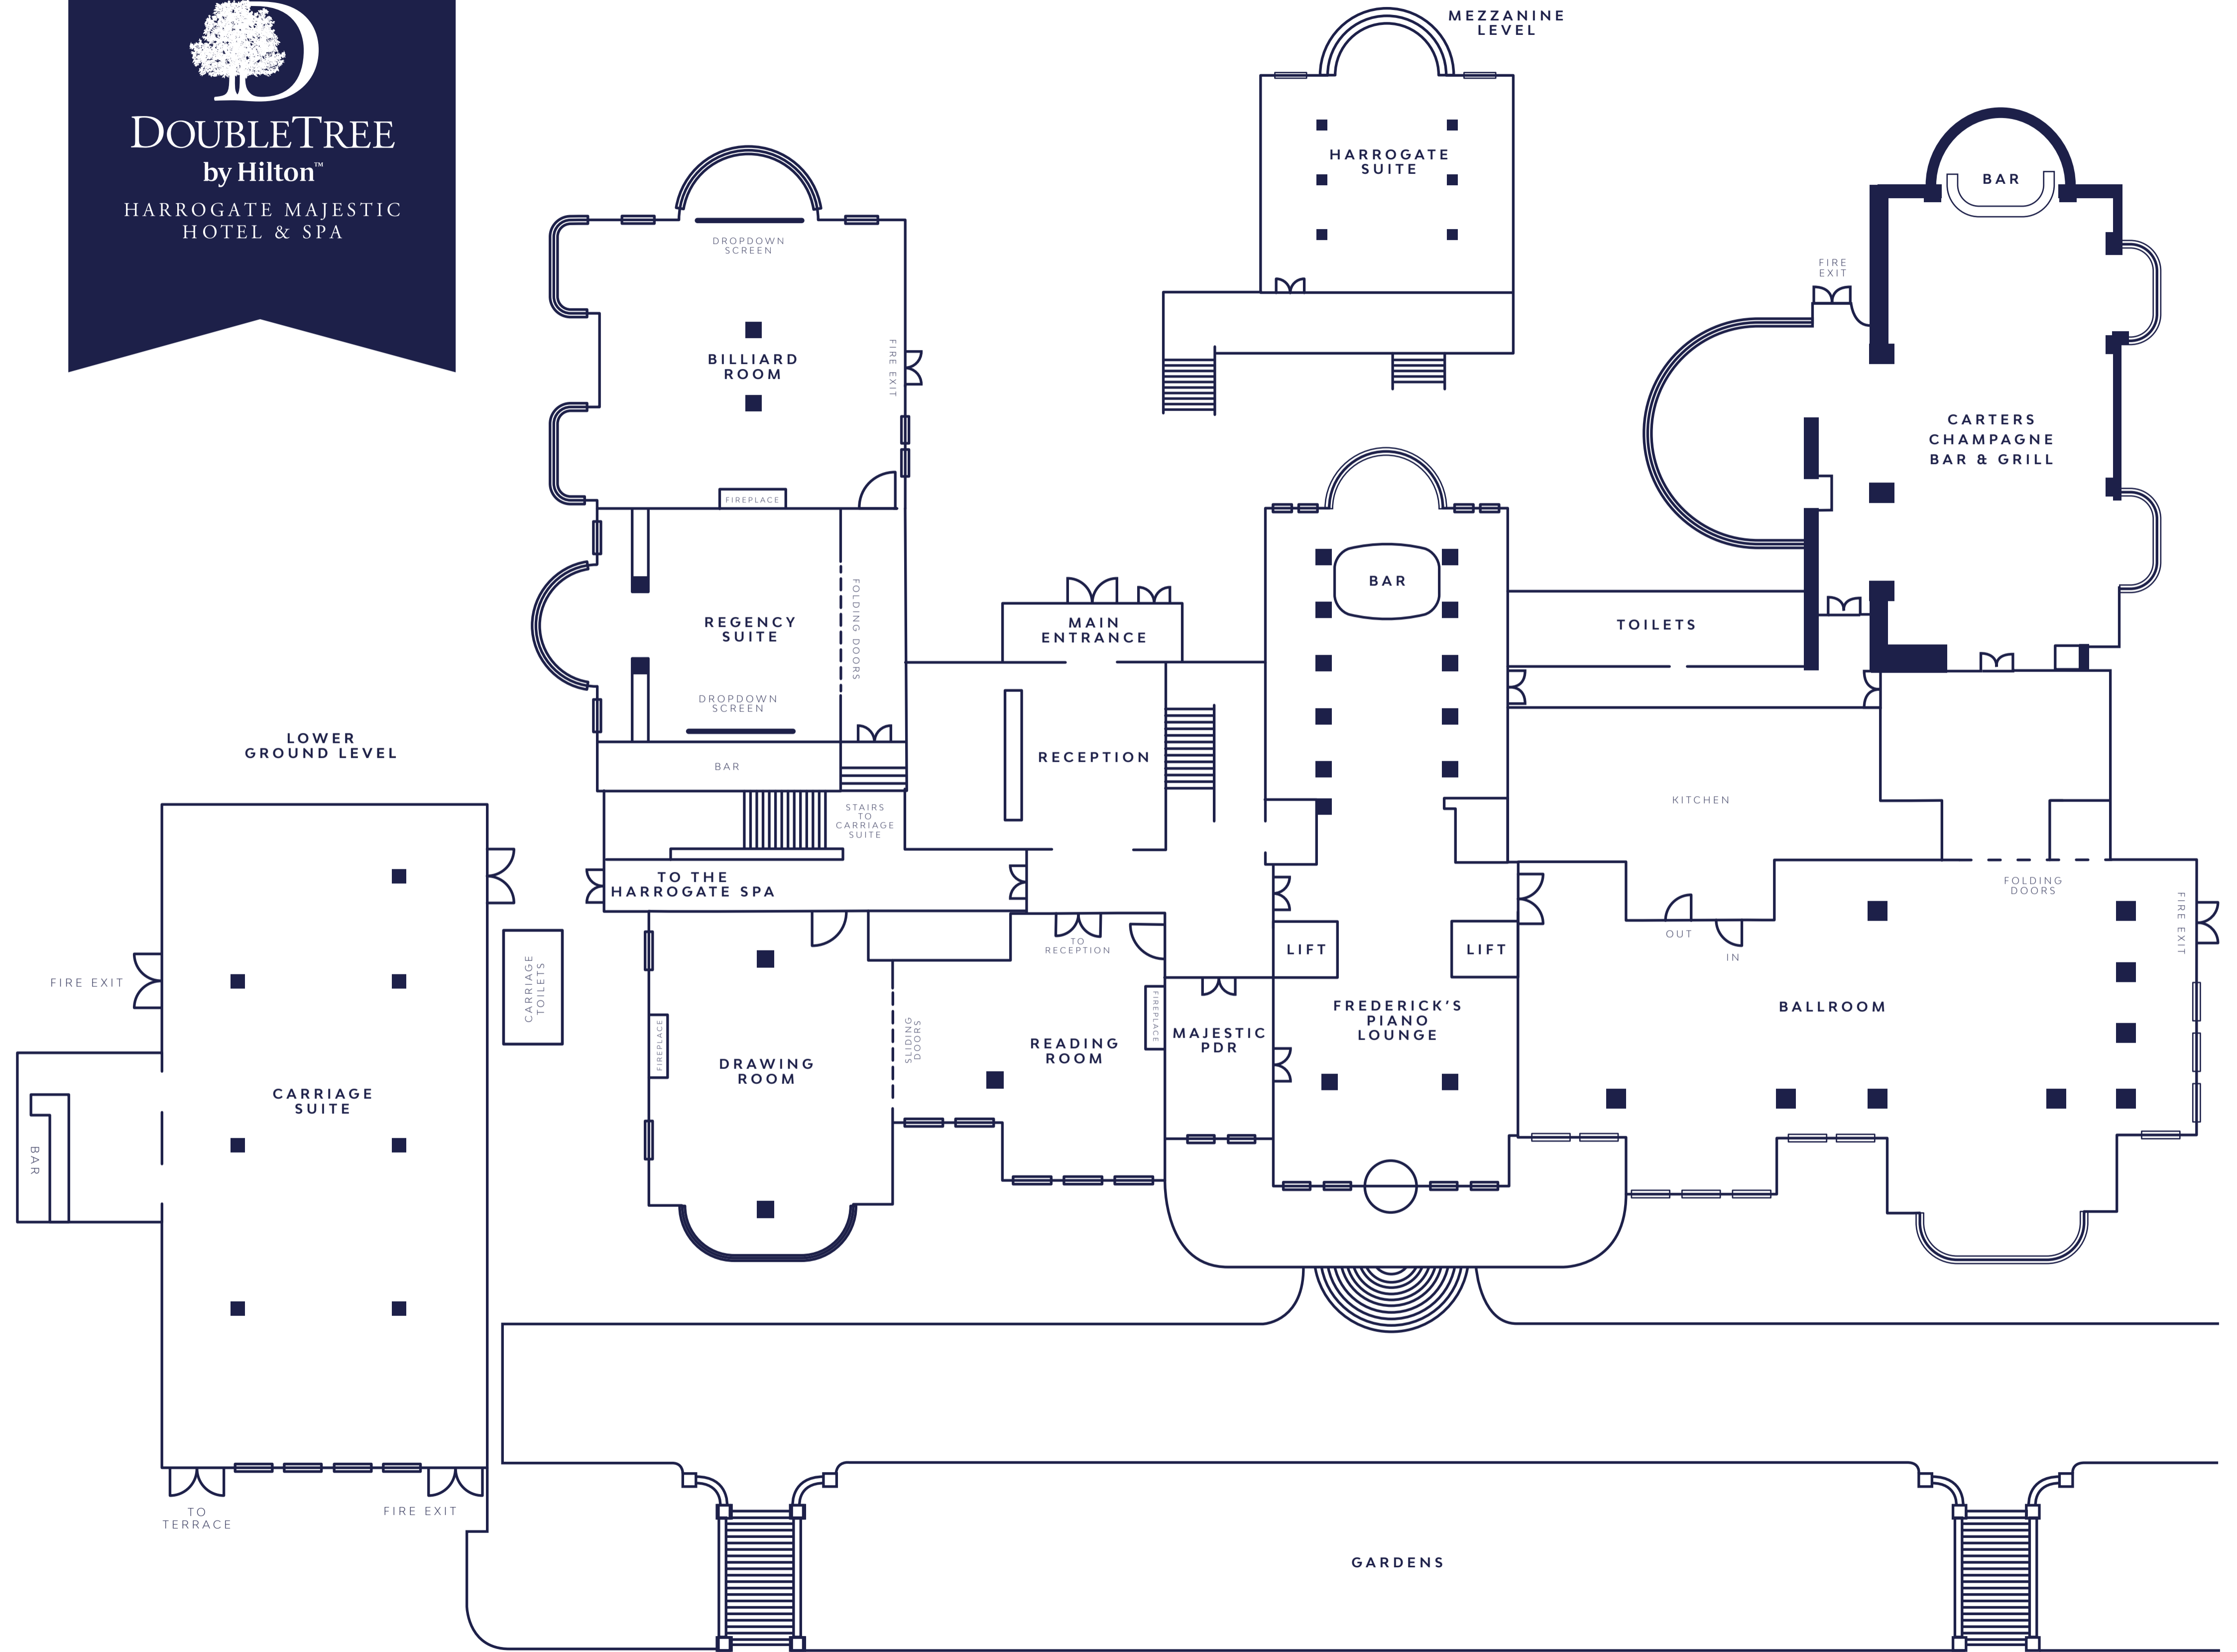 DOUBLETREE
by Hilton™
HARROGATE MAJESTIC
HOTEL & SPA
MEZZANINE
LEVEL
HARROGATE
SUITE
BAR
FIRE
EXIT
CARTERS
CHAMPAGNE
BAR & GRILL
DROPDOWN
SCREEN
BILLIARD
ROOM
FIRE EXIT
FIREPLACE
REGENCY
SUITE
FOLDING DOORS
DROPDOWN
SCREEN
BAR
MAIN
ENTRANCE
BAR
TOILETS
RECEPTION
KITCHEN
STAIRS
TO
CARRIAGE
SUITE
TO THE
HARROGATE SPA
LOWER
GROUND LEVEL
FIRE EXIT
CARRIAGE
TOILETS
CARRIAGE
SUITE
BAR
TO
TERRACE
FIRE EXIT
FIREPLACE
DRAWING
ROOM
SLIDING
DOORS
TO
RECEPTION
READING
ROOM
FIREPLACE
MAJESTIC
PDR
LIFT
LIFT
FREDERICK'S
PIANO
LOUNGE
OUT
IN
FOLDING
DOORS
FIRE EXIT
BALLROOM
GARDENS